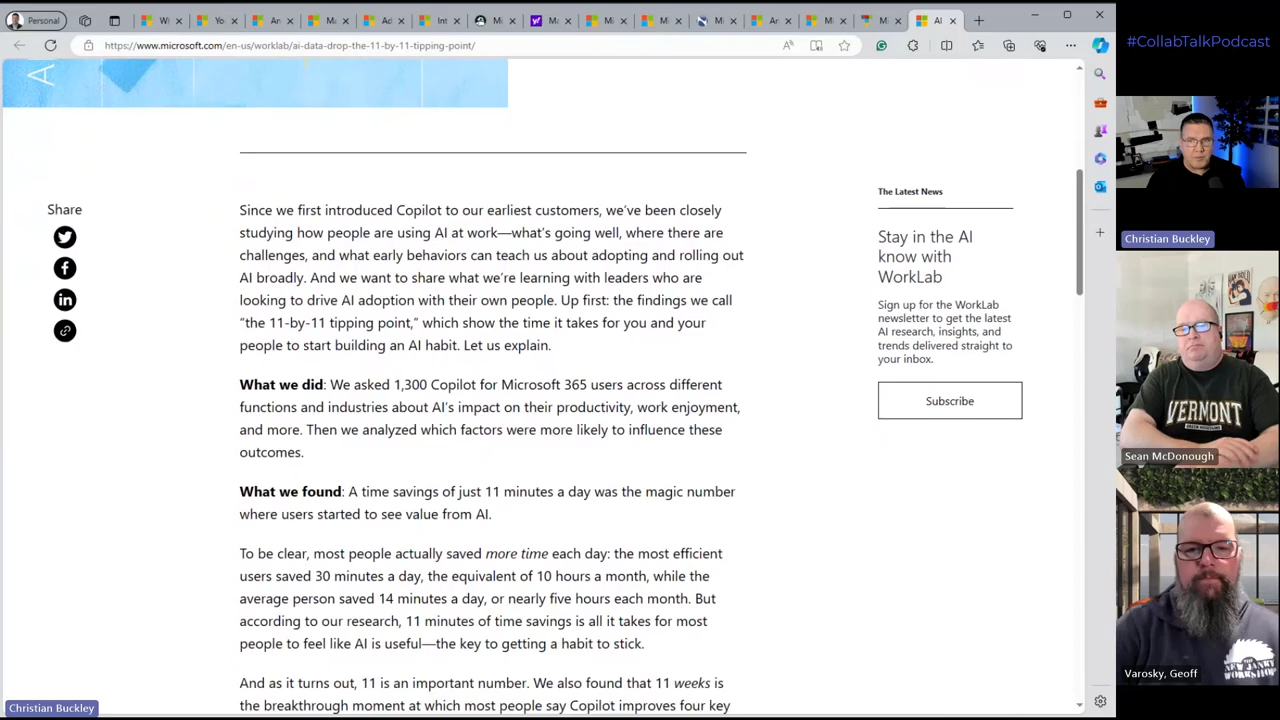 Personal
Wi
Yo
An
Ma
Ad
Int
Mi
Ma
Mi
Mi
Mi
An
Mi
Mi
AI
https://www.microsoft.com/en-us/worklab/ai-data-drop-the-11-by-11-tipping-point/
#CollabTalkPodcast
A
Share
Since we first introduced Copilot to our earliest customers, we've been closely
studying how people are using AI at work—what's going well, where there are
challenges, and what early behaviors can teach us about adopting and rolling out
AI broadly. And we want to share what we're learning with leaders who are
looking to drive AI adoption with their own people. Up first: the findings we call
“the 11-by-11 tipping point,” which show the time it takes for you and your
people to start building an AI habit. Let us explain.
What we did: We asked 1,300 Copilot for Microsoft 365 users across different
functions and industries about AI's impact on their productivity, work enjoyment,
and more. Then we analyzed which factors were more likely to influence these
outcomes.
What we found: A time savings of just 11 minutes a day was the magic number
where users started to see value from AI.
To be clear, most people actually saved more time each day: the most efficient
users saved 30 minutes a day, the equivalent of 10 hours a month, while the
average person saved 14 minutes a day, or nearly five hours each month. But
according to our research, 11 minutes of time savings is all it takes for most
people to feel like AI is useful—the key to getting a habit to stick.
And as it turns out, 11 is an important number. We also found that 11 weeks is
the breakthrough moment at which most people say Copilot improves four key
The Latest News
Stay in the AI
know with
WorkLab
Sign up for the WorkLab
newsletter to get the latest
AI research, insights, and
trends delivered straight to
your inbox.
Subscribe
Christian Buckley
VERMONT
Sean McDonough
Varosky, Geoff
Christian Buckley